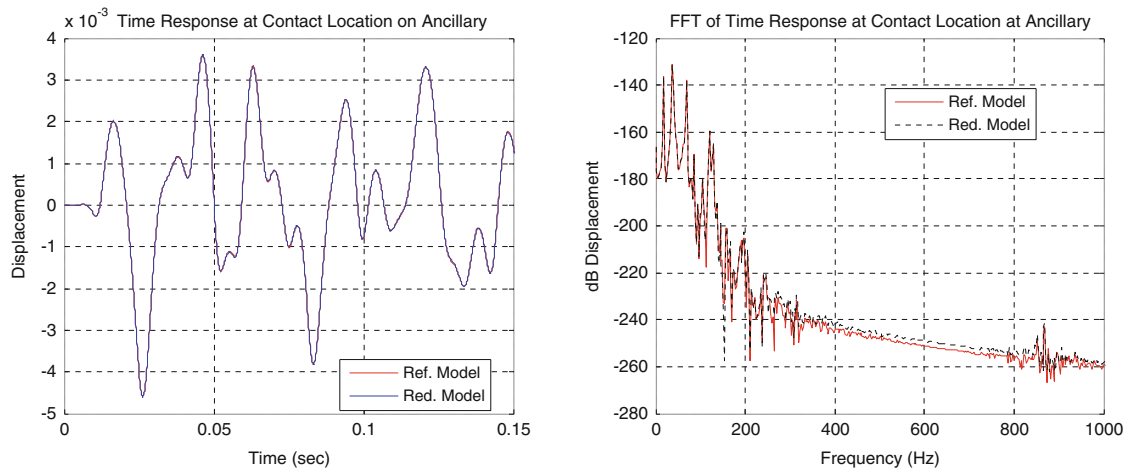 Time Response at Contact Location on Ancillary
x 10^-3
4
3
2
1
0
-1
-2
-3
-4
-5
Displacement
0
0.05
0.1
0.15
Time (sec)
Ref. Model
Red. Model
FFT of Time Response at Contact Location at Ancillary
-120
-140
-160
-180
-200
-220
-240
-260
-280
dB Displacement
0
200
400
600
800
1000
Frequency (Hz)
Ref. Model
Red. Model